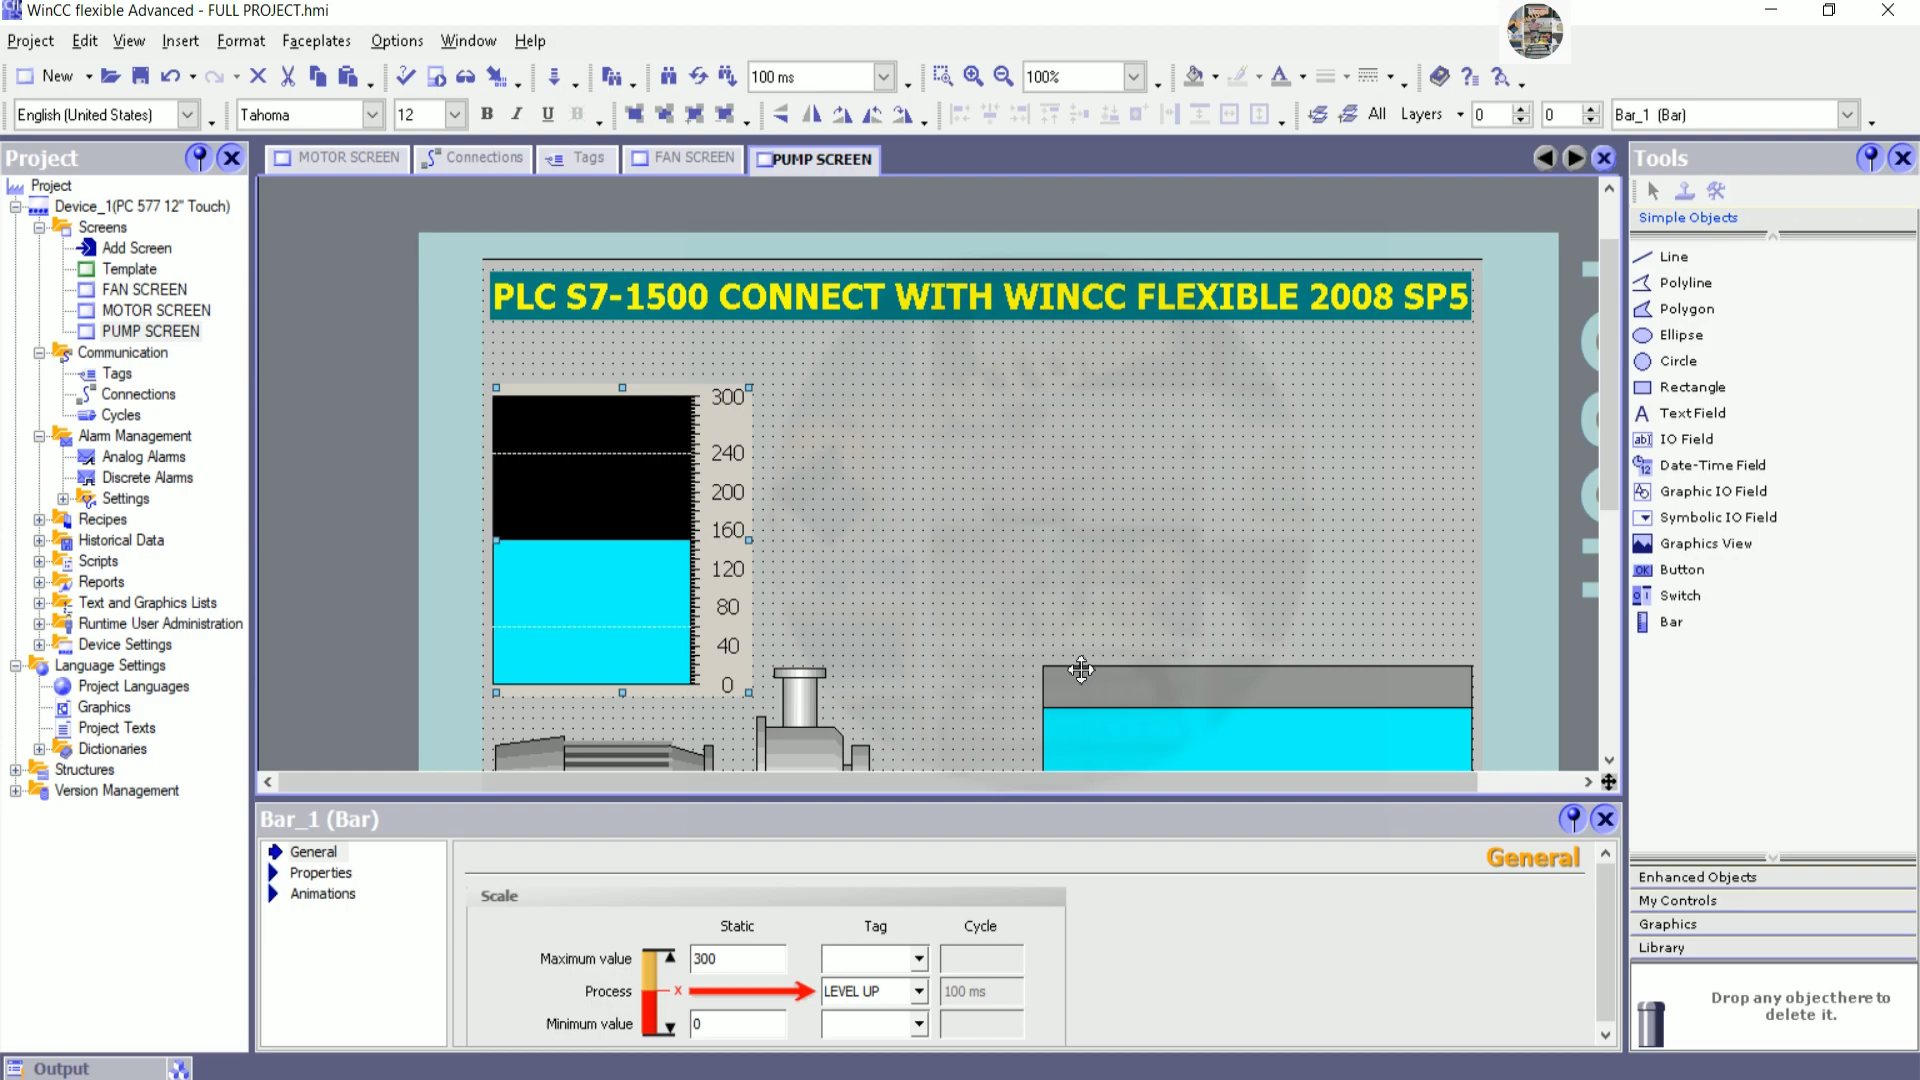 WinCC flexible Advanced - FULL PROJECT.hmi
Project Edit View Insert Format Faceplates Options Window Help
New 100 ms 100%
English (United States) Tahoma 12 B I U B All Layers 0 0 Bar_1 (Bar)
Project
MOTOR SCREEN Connections Tags FAN SCREEN PUMP SCREEN
Tools
Project
Device_1(PC 577 12" Touch)
Screens
Add Screen
Template
FAN SCREEN
MOTOR SCREEN
PUMP SCREEN
Communication
Tags
Connections
Cycles
Alarm Management
Analog Alarms
Discrete Alarms
Settings
Recipes
Historical Data
Scripts
Reports
Text and Graphics Lists
Runtime User Administration
Device Settings
Language Settings
Project Languages
Graphics
Project Texts
Dictionaries
Structures
Version Management
Output
PLC S7-1500 CONNECT WITH WINCC FLEXIBLE 2008 SP5
300
240
200
160
120
80
40
0
Bar_1 (Bar)
General
Properties
Animations
General
Scale
Static Tag Cycle
Maximum value 300
Process x LEVEL UP 100 ms
Minimum value 0
Simple Objects
Line
Polyline
Polygon
Ellipse
Circle
Rectangle
TextField
IO Field
Date-Time Field
Graphic IO Field
Symbolic IO Field
Graphics View
Button
Switch
Bar
Enhanced Objects
My Controls
Graphics
Library
Drop any objecthere to
delete it.